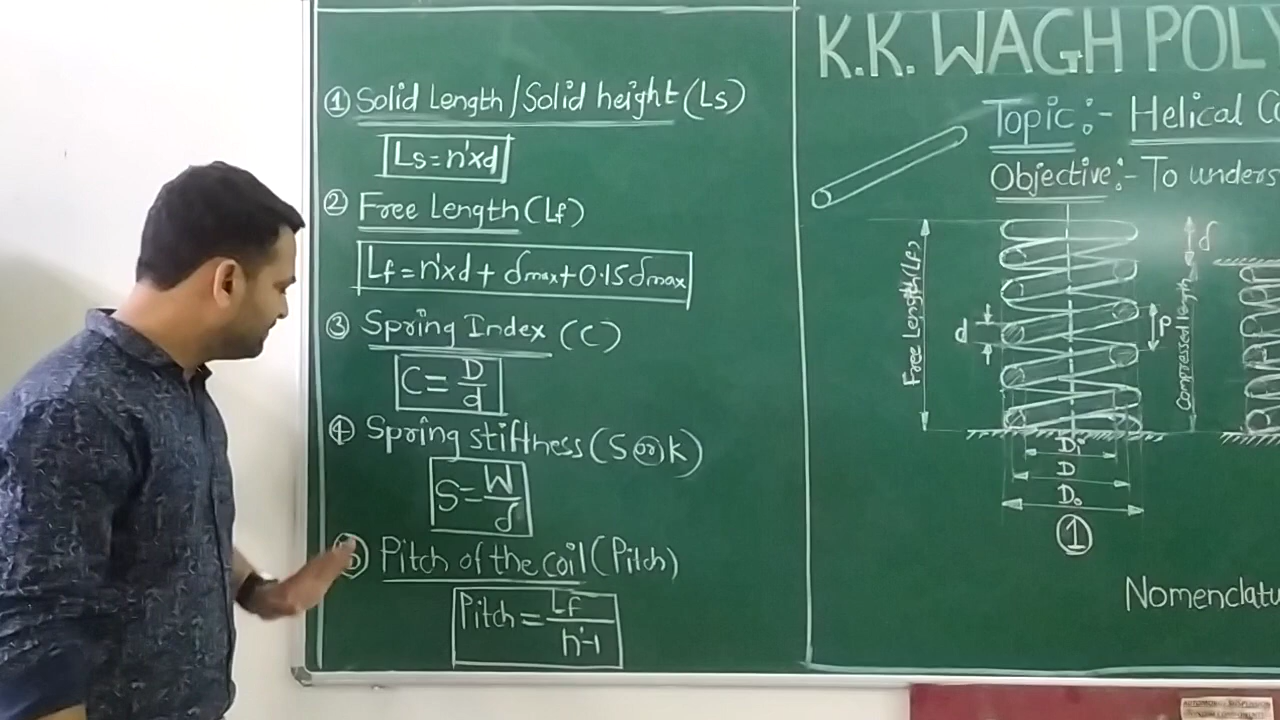 ① Solid Length/Solid height (Ls)
Ls = n'xd
② Free Length (Lf)
Lf = n'xd + δmax + 0.15 δmax
③ Spring Index (C)
C = D/d
④ Spring stiffness (S or K)
S = W/δ
Pitch of the coil (Pitch)
Pitch = Lf/n'-1
K.K. WAGH POLY
Topic:- Helical Co
Objective:- To unders
Free Length (Lf)
d
P
δ
Compressed length
Di
D
Do
①
Nomenclatu